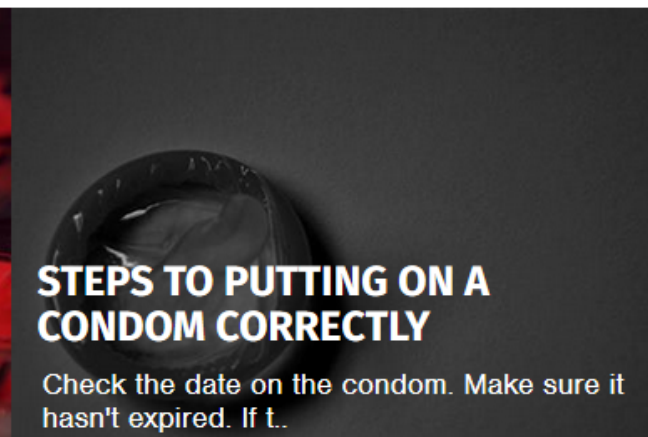 STEPS TO PUTTING ON A
CONDOM CORRECTLY
Check the date on the condom. Make sure it
hasn't expired. If t..